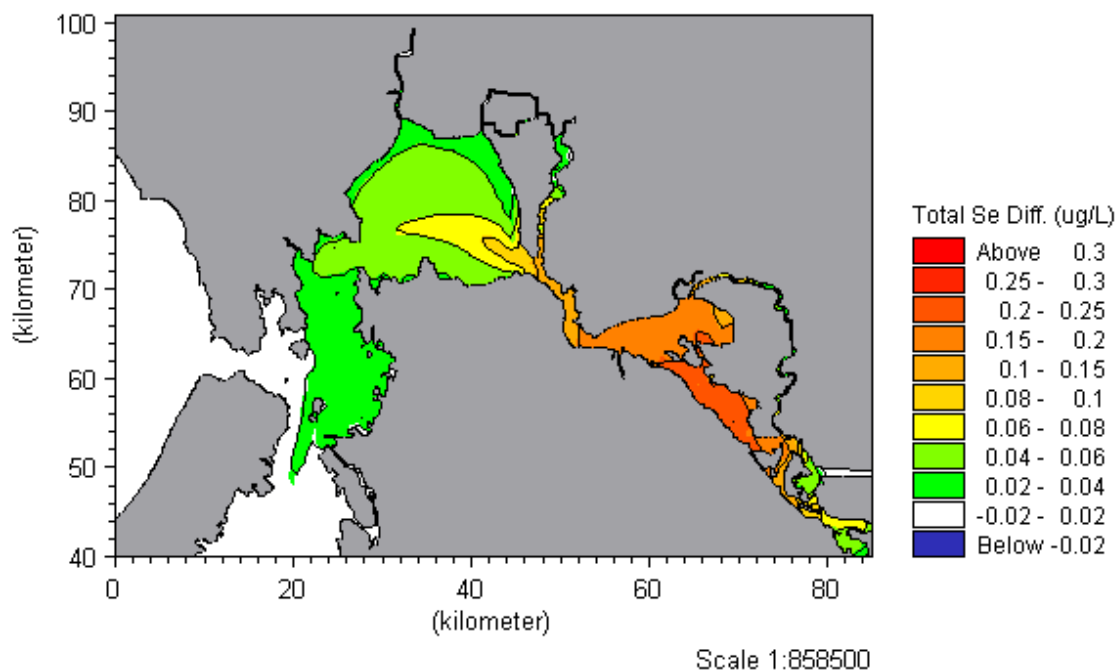 100
90
80
70
60
50
40
(kilometer)
0 20 40 60 80
(kilometer)
Scale 1:858500
Total Se Diff. (ug/L)
Above 0.3
0.25 - 0.3
0.2 - 0.25
0.15 - 0.2
0.1 - 0.15
0.08 - 0.1
0.06 - 0.08
0.04 - 0.06
0.02 - 0.04
-0.02 - 0.02
Below -0.02